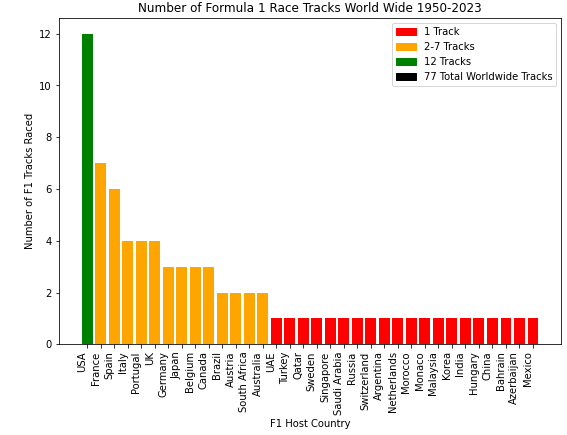 Number of Formula 1 Race Tracks World Wide 1950-2023
1 Track
2-7 Tracks
12 Tracks
77 Total Worldwide Tracks
Number of F1 Tracks Raced
12
10
8
6
4
2
0
USA
France
Spain
Italy
Portugal
UK
Germany
Japan
Belgium
Canada
Brazil
Austria
South Africa
Australia
UAE
Turkey
Qatar
Sweden
Singapore
Saudi Arabia
Russia
Switzerland
Argentina
Netherlands
Morocco
Monaco
Malaysia
Korea
India
Hungary
China
Bahrain
Azerbaijan
Mexico
F1 Host Country